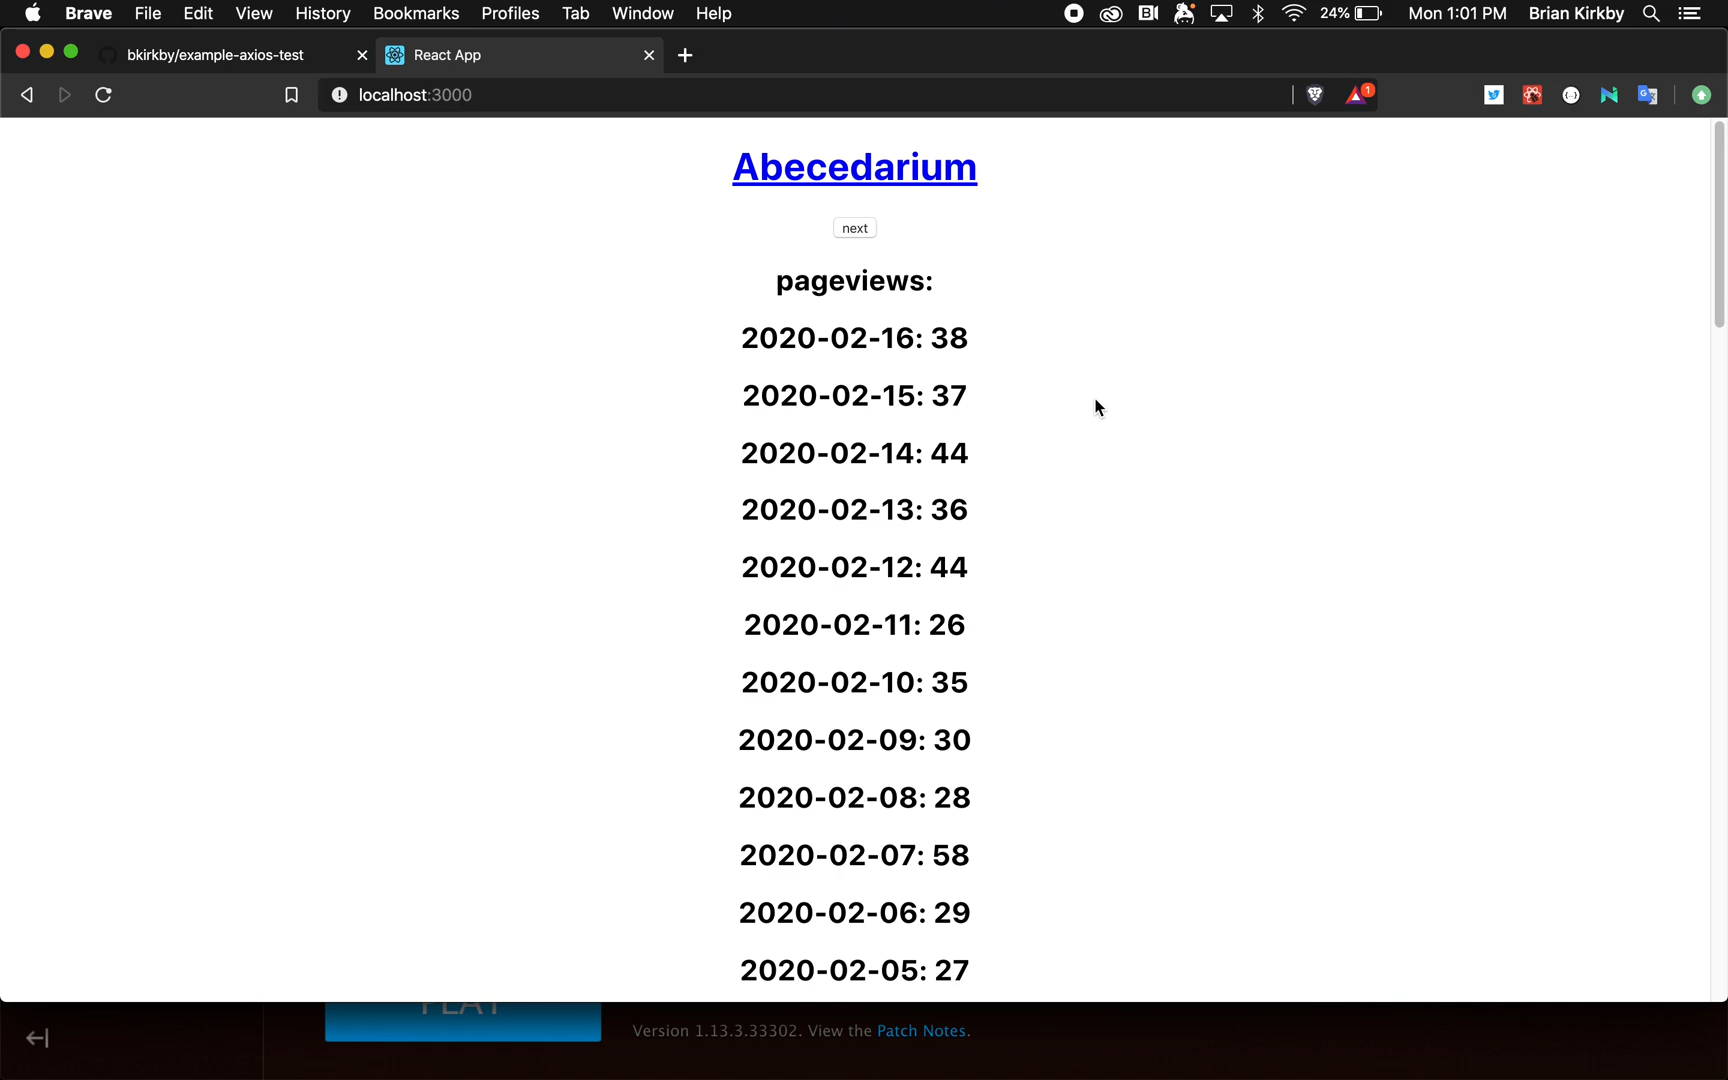 Brave File Edit View History Bookmarks Profiles Tab Window Help 24% Mon 1:01 PM Brian Kirkby
bkirkby/example-axios-test React App
localhost:3000 1
Abecedarium
next
pageviews:
2020-02-16: 38
2020-02-15: 37
2020-02-14: 44
2020-02-13: 36
2020-02-12: 44
2020-02-11: 26
2020-02-10: 35
2020-02-09: 30
2020-02-08: 28
2020-02-07: 58
2020-02-06: 29
2020-02-05: 27
PLAY
Version 1.13.3.33302. View the Patch Notes.